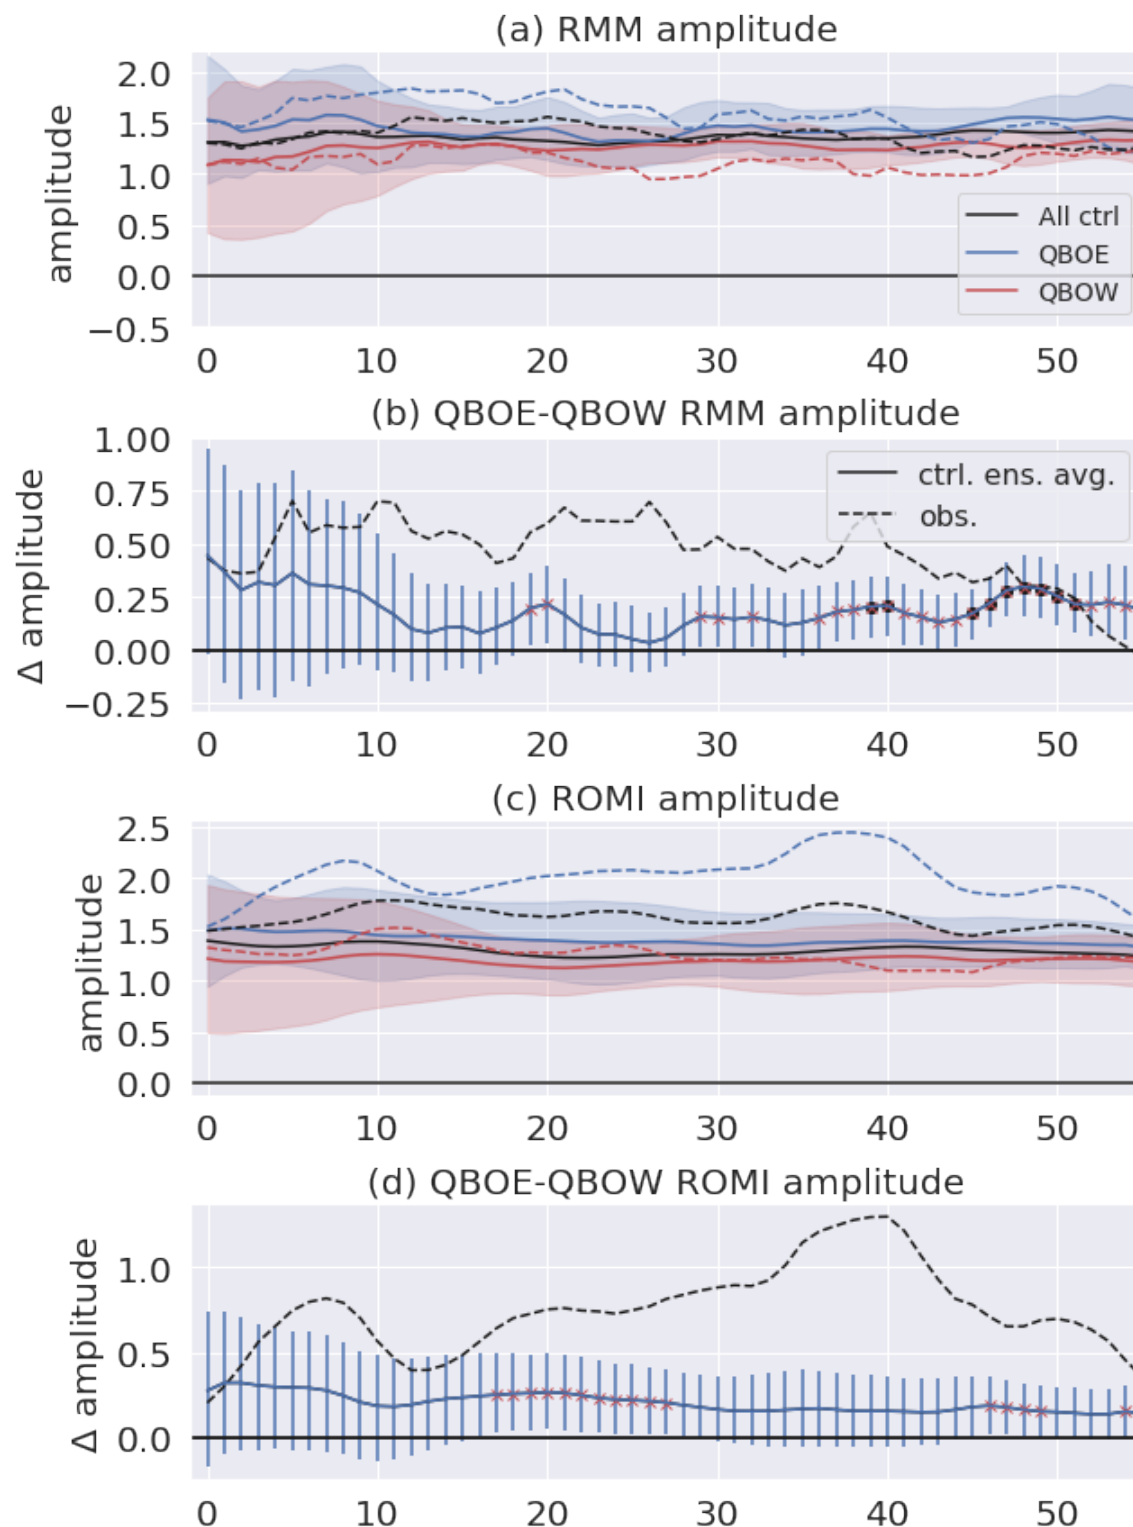 (a) RMM amplitude
amplitude
2.0
1.5
1.0
0.5
0.0
−0.5
All ctrl
QBOE
QBOW
0 10 20 30 40 50
(b) QBOE-QBOW RMM amplitude
Δ amplitude
1.00
0.75
0.50
0.25
0.00
−0.25
ctrl. ens. avg.
obs.
0 10 20 30 40 50
(c) ROMI amplitude
amplitude
2.5
2.0
1.5
1.0
0.5
0.0
0 10 20 30 40 50
(d) QBOE-QBOW ROMI amplitude
Δ amplitude
1.0
0.5
0.0
0 10 20 30 40 50